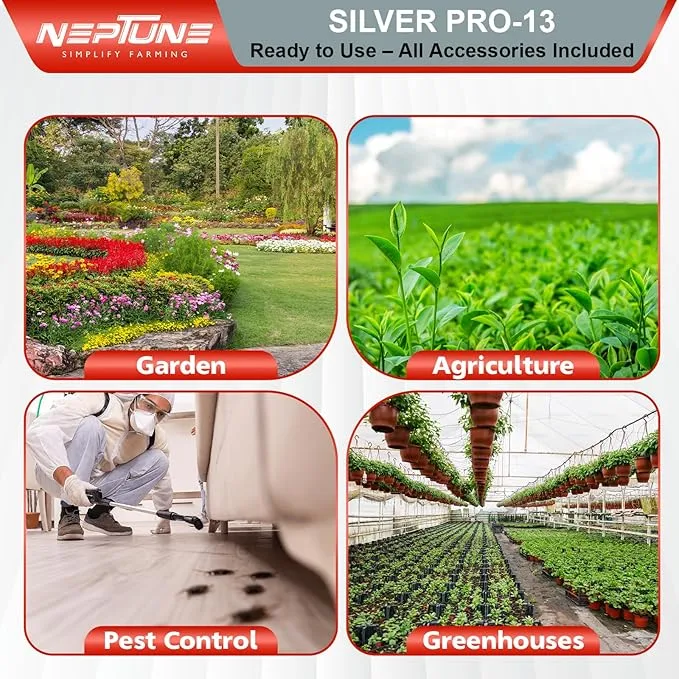 NEPTUNE
SIMPLIFY FARMING
SILVER PRO-13
Ready to Use – All Accessories Included
Garden
Agriculture
Pest Control
Greenhouses